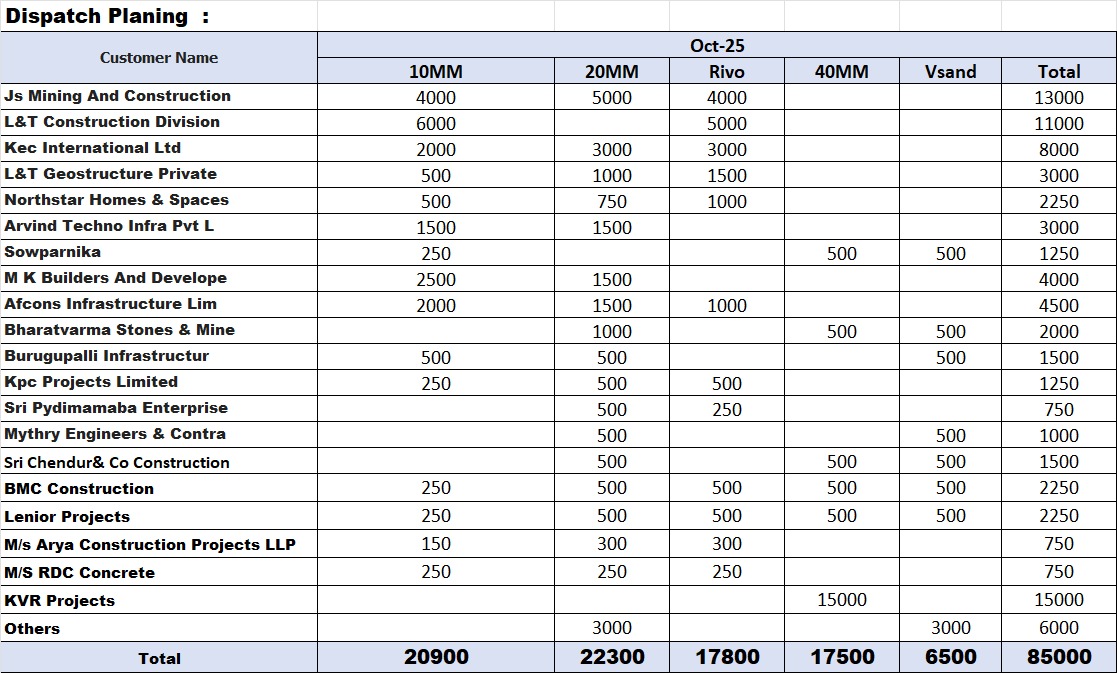 Dispatch Planing :
Customer Name Oct-25
10MM 20MM Rivo 40MM Vsand Total
Js Mining And Construction 4000 5000 4000 13000
L&T Construction Division 6000 5000 11000
Kec International Ltd 2000 3000 3000 8000
L&T Geostructure Private 500 1000 1500 3000
Northstar Homes & Spaces 500 750 1000 2250
Arvind Techno Infra Pvt L 1500 1500 3000
Sowparnika 250 500 500 1250
M K Builders And Develope 2500 1500 4000
Afcons Infrastructure Lim 2000 1500 1000 4500
Bharatvarma Stones & Mine 1000 500 500 2000
Burugupalli Infrastructur 500 500 500 1500
Kpc Projects Limited 250 500 500 1250
Sri Pydimamaba Enterprise 500 250 750
Mythry Engineers & Contra 500 500 1000
Sri Chendur& Co Construction 500 500 500 1500
BMC Construction 250 500 500 500 500 2250
Lenior Projects 250 500 500 500 500 2250
M/s Arya Construction Projects LLP 150 300 300 750
M/S RDC Concrete 250 250 250 750
KVR Projects 15000 15000
Others 3000 3000 6000
Total 20900 22300 17800 17500 6500 85000